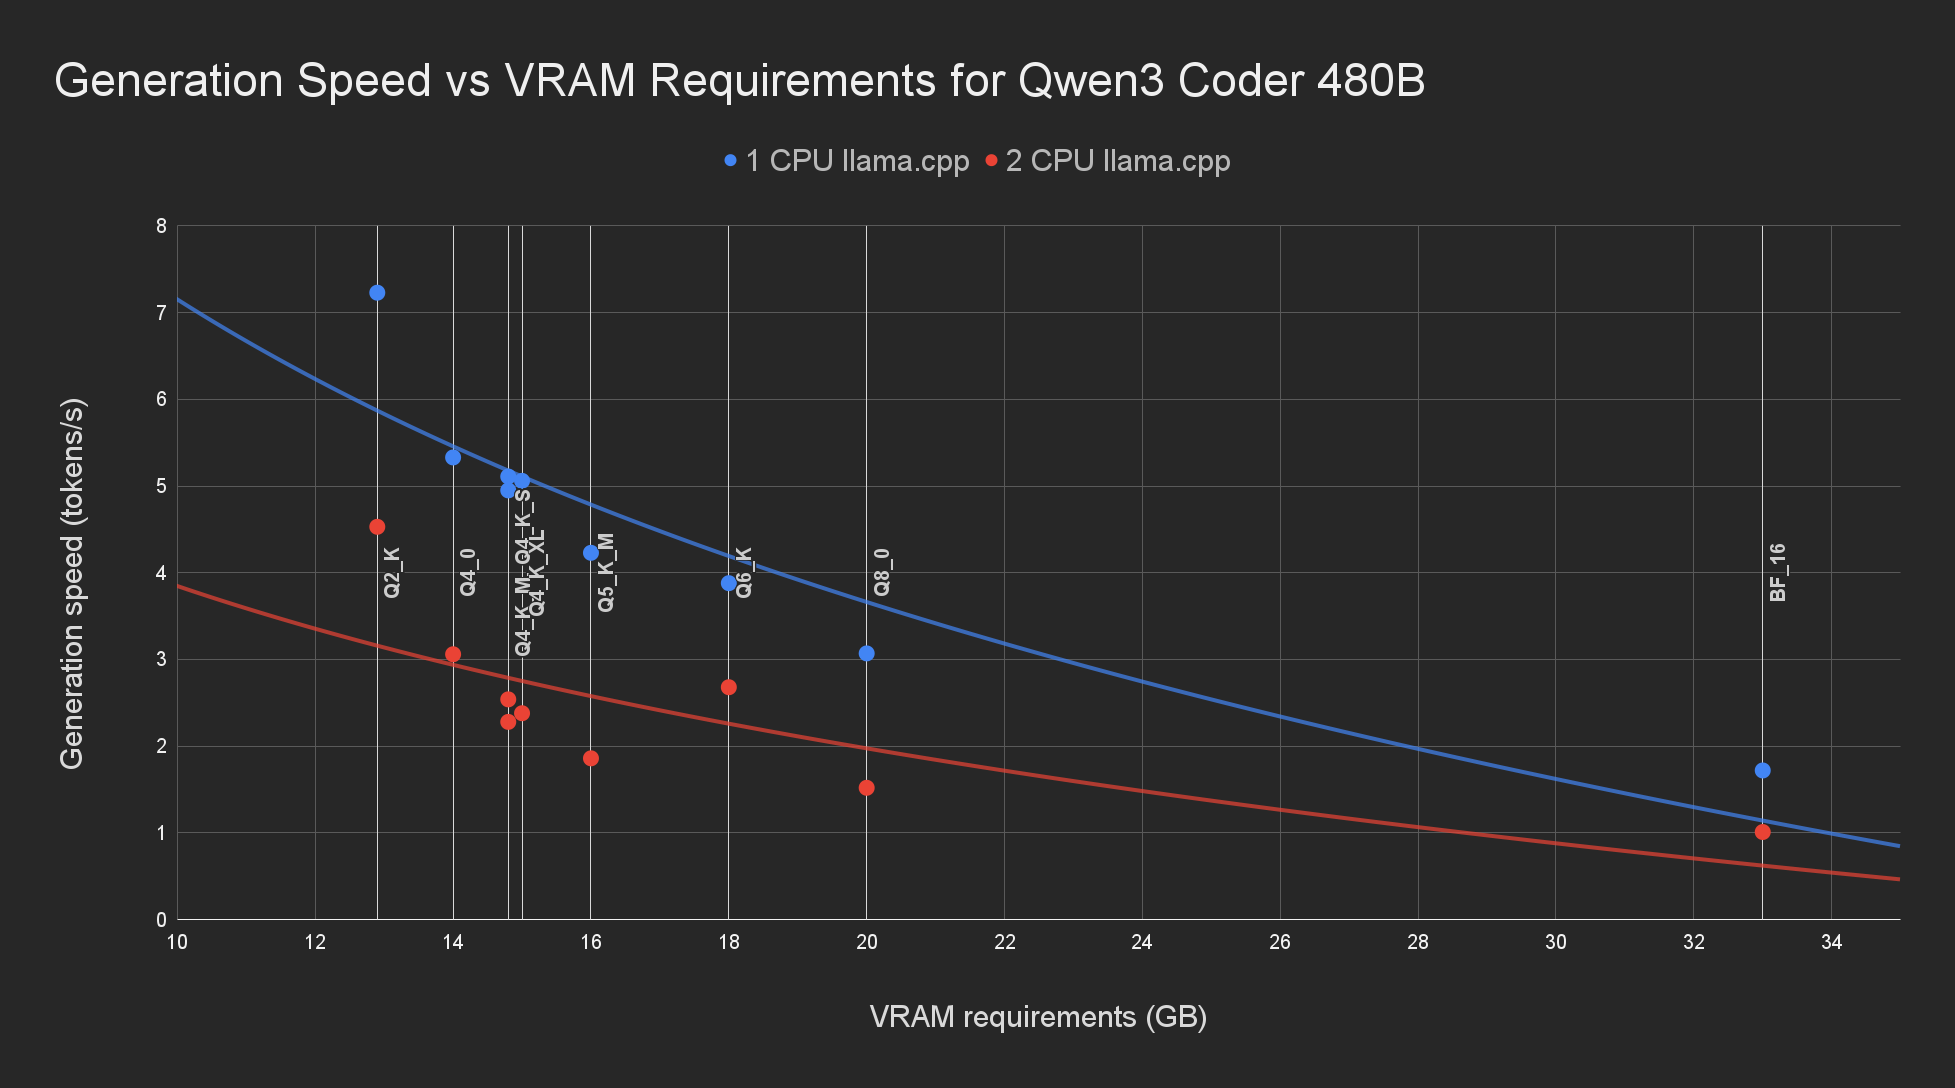 Generation Speed vs VRAM Requirements for Qwen3 Coder 480B
1 CPU llama.cpp
2 CPU llama.cpp
Generation speed (tokens/s)
8
7
6
5
4
3
2
1
0
Q2_K
Q4_0
Q4_K_M, Q4_K_S
Q4_K_XL
Q5_K_M
Q6_K
Q8_0
BF_16
10 12 14 16 18 20 22 24 26 28 30 32 34
VRAM requirements (GB)